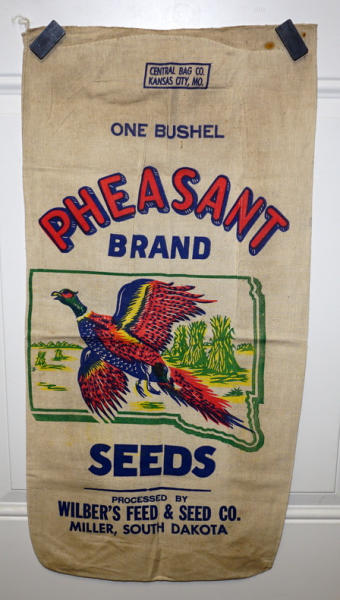 CENTRAL BAG CO.
KANSAS CITY, MO.
ONE BUSHEL
PHEASANT
BRAND
SEEDS
PROCESSED BY
WILBER'S FEED & SEED CO.
MILLER, SOUTH DAKOTA